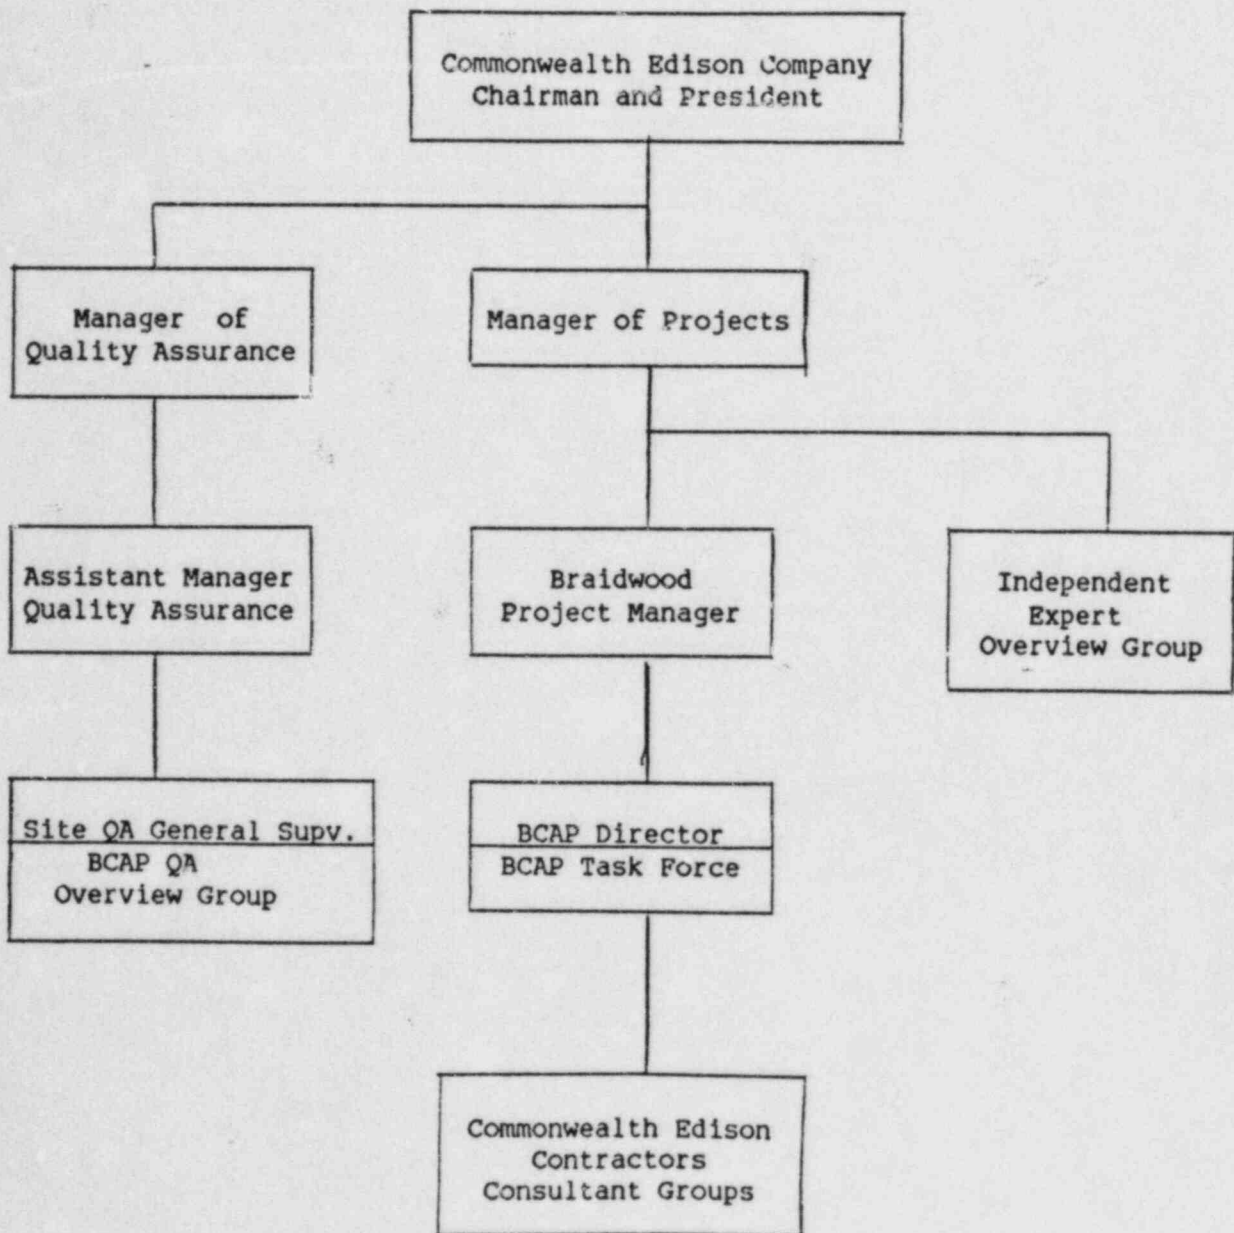 Commonwealth Edison Company
Chairman and President
Manager of
Quality Assurance
Manager of Projects
Assistant Manager
Quality Assurance
Braidwood
Project Manager
Independent
Expert
Overview Group
Site QA General Supv.
BCAP QA
Overview Group
BCAP Director
BCAP Task Force
Commonwealth Edison
Contractors
Consultant Groups